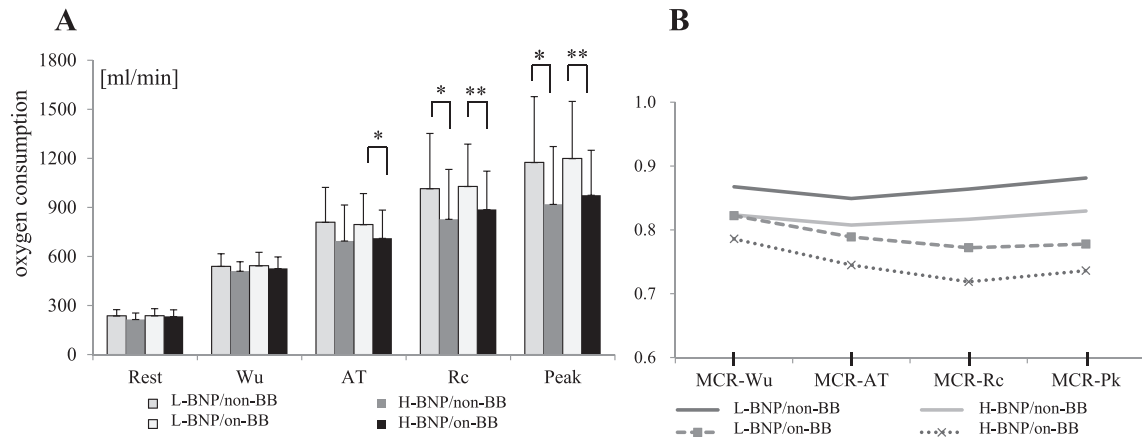 A
oxygen consumption
[ml/min]
1800
1500
1200
900
600
300
0
* * ** * **
Rest Wu AT Rc Peak
L-BNP/non-BB H-BNP/non-BB
L-BNP/on-BB H-BNP/on-BB
B
1.0
0.9
0.8
0.7
0.6
MCR-Wu MCR-AT MCR-Rc MCR-Pk
L-BNP/non-BB H-BNP/non-BB
L-BNP/on-BB H-BNP/on-BB